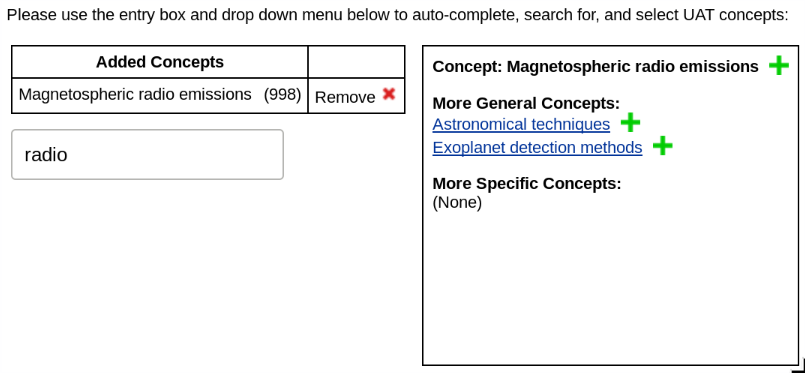 Please use the entry box and drop down menu below to auto-complete, search for, and select UAT concepts:
Added Concepts
Magnetospheric radio emissions (998) Remove
radio
Concept: Magnetospheric radio emissions
More General Concepts:
Astronomical techniques
Exoplanet detection methods
More Specific Concepts:
(None)